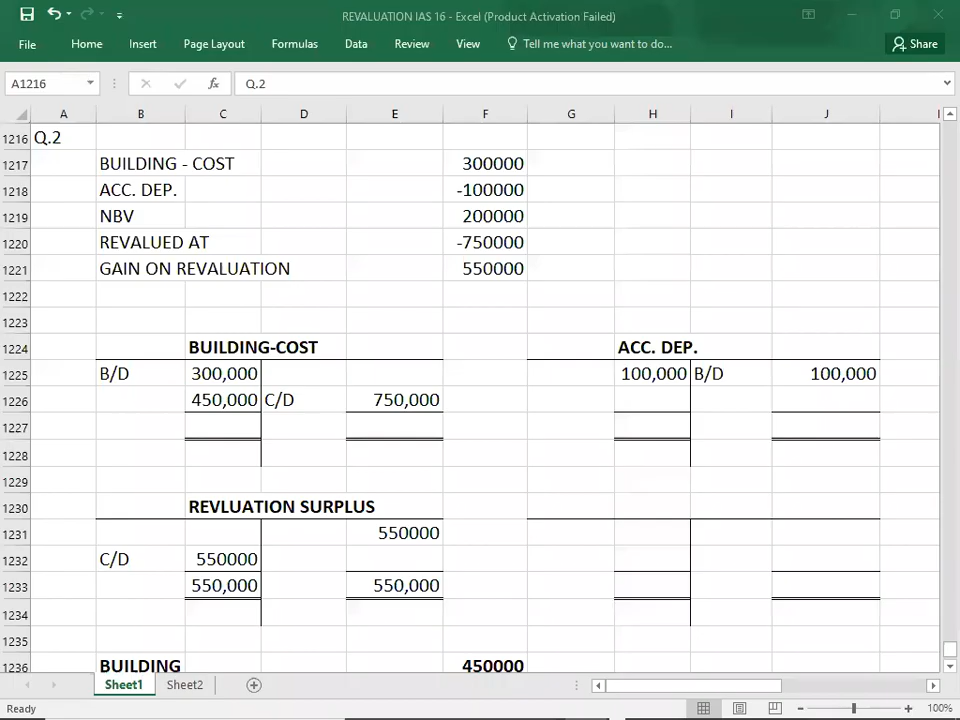 REVALUATION IAS 16 - Excel (Product Activation Failed)
File Home Insert Page Layout Formulas Data Review View Tell me what you want to do... Share
A1216 fx Q.2
A B C D E F G H I J
1216 Q.2
1217 BUILDING - COST 300000
1218 ACC. DEP. -100000
1219 NBV 200000
1220 REVALUED AT -750000
1221 GAIN ON REVALUATION 550000
1222
1223
1224 BUILDING-COST ACC. DEP.
1225 B/D 300,000 100,000 B/D 100,000
1226 450,000 C/D 750,000
1227
1228
1229
1230 REVLUATION SURPLUS
1231 550000
1232 C/D 550000
1233 550,000 550,000
1234
1235
1236 BUILDING 450000
Sheet1 Sheet2
Ready 100%